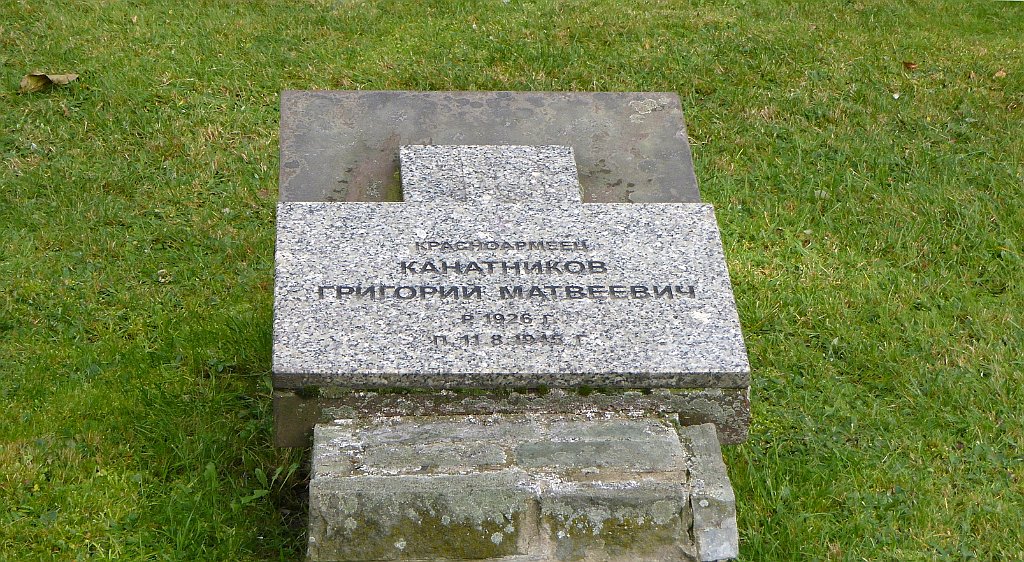 КРАСНОАРМЕЕЦ
КАНАТНИКОВ
ГРИГОРИЙ МАТВЕЕВИЧ
Р. 1926 Г.
П. 11.8.1945 Г.